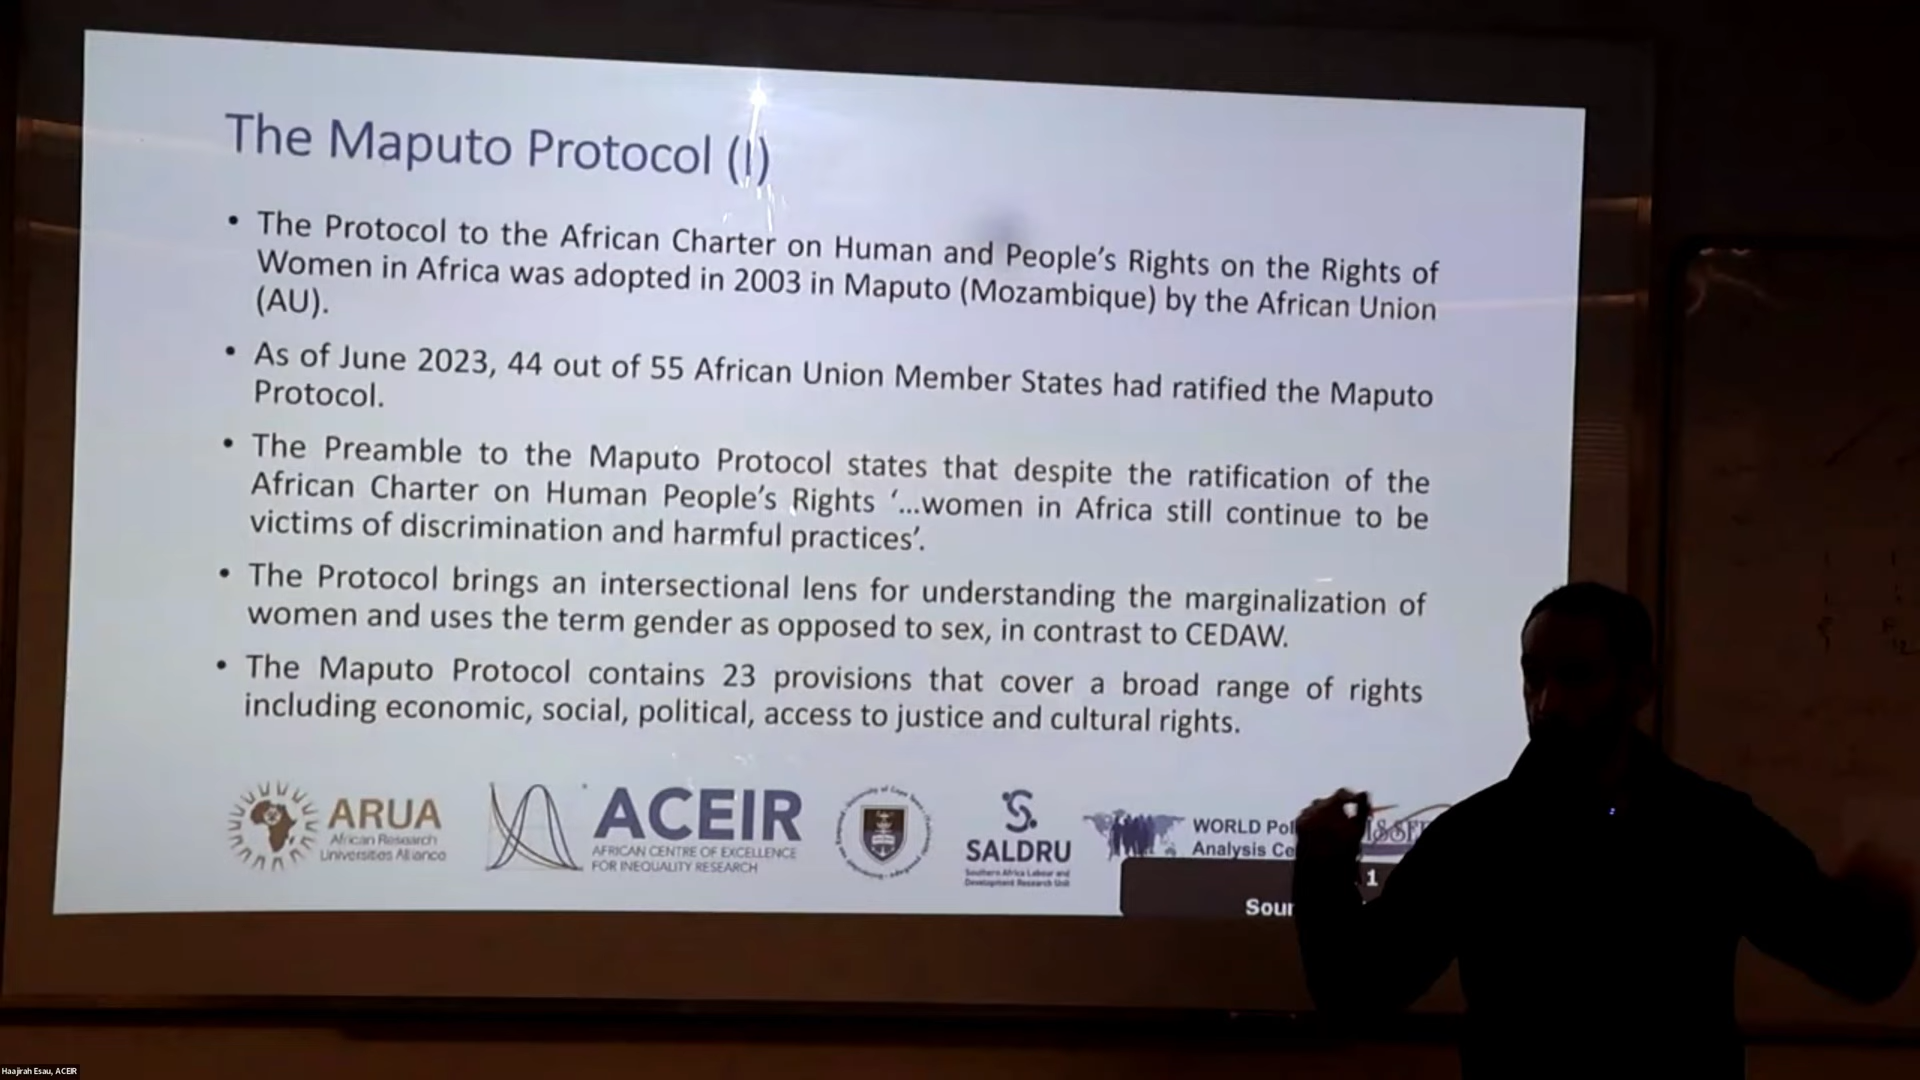 The Maputo Protocol (I)
• The Protocol to the African Charter on Human and People's Rights on the Rights of
Women in Africa was adopted in 2003 in Maputo (Mozambique) by the African Union
(AU).
• As of June 2023, 44 out of 55 African Union Member States had ratified the Maputo
Protocol.
• The Preamble to the Maputo Protocol states that despite the ratification of the
African Charter on Human People's Rights ‘...women in Africa still continue to be
victims of discrimination and harmful practices’.
• The Protocol brings an intersectional lens for understanding the marginalization of
women and uses the term gender as opposed to sex, in contrast to CEDAW.
• The Maputo Protocol contains 23 provisions that cover a broad range of rights
including economic, social, political, access to justice and cultural rights.
ARUA
African Research
Universities Alliance
ACEIR
AFRICAN CENTRE OF EXCELLENCE
FOR INEQUALITY RESEARCH
SALDRU
Southern Africa Labour and
Development Research Unit
WORLD Pol
Analysis Ce
1
Sour
Haajirah Esau, ACEIR